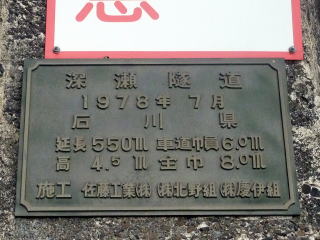 深瀬隧道
1978年 7月
石川県
延長550m 車道巾員6.0m
高 4.5m 全巾 8.0m
施工 佐藤工業(株) (株)北野組 (株)慶伊組